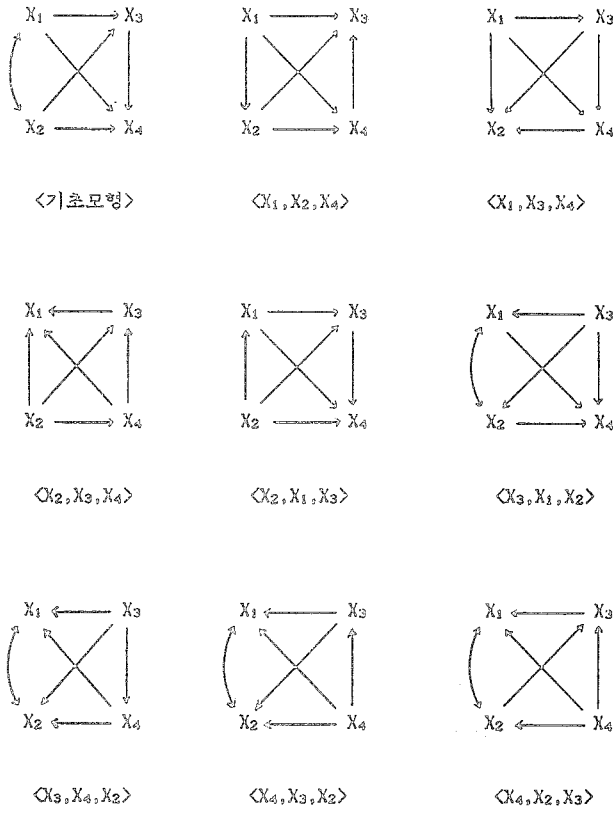 X₁ X₃ X₁ X₃ X₁ X₃
X₂ X₄ X₂ X₄ X₂ X₄
<기초모형> <X₁,X₂,X₄> <X₁,X₃,X₄>
X₁ X₃ X₁ X₃ X₁ X₃
X₂ X₄ X₂ X₄ X₂ X₄
<X₂,X₃,X₄> <X₂,X₁,X₃> <X₃,X₁,X₂>
X₁ X₃ X₁ X₃ X₁ X₃
X₂ X₄ X₂ X₄ X₂ X₄
<X₃,X₄,X₂> <X₄,X₃,X₂> <X₄,X₂,X₃>